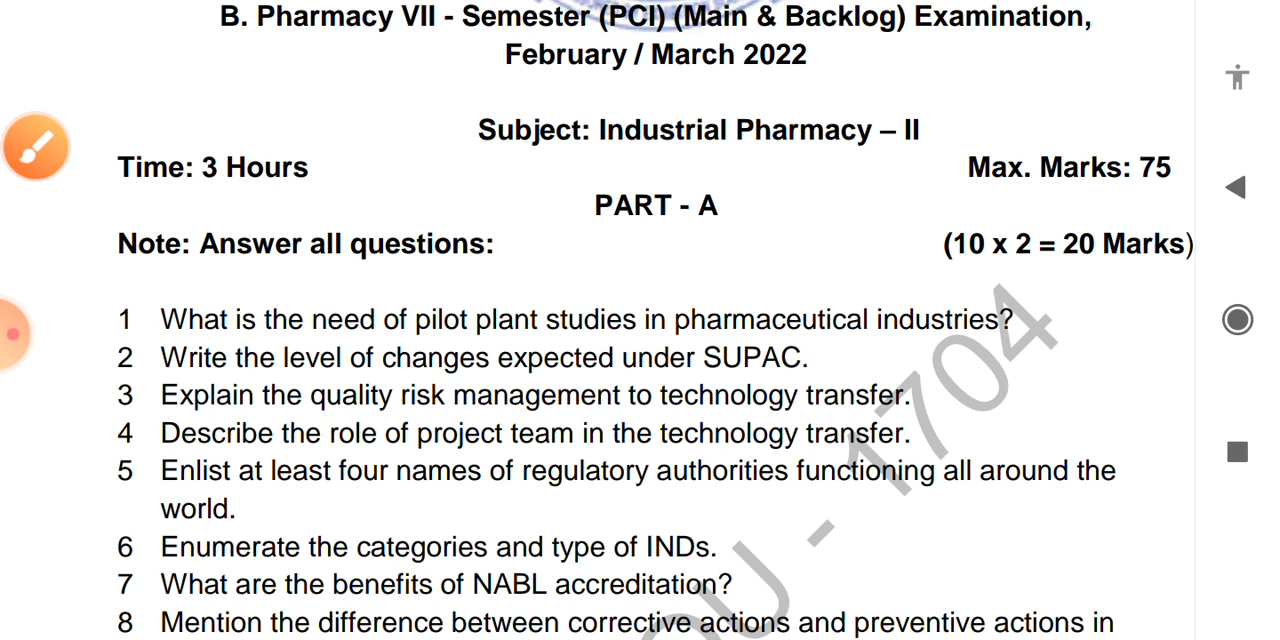 B. Pharmacy VII - Semester (PCI) (Main & Backlog) Examination,
February / March 2022
Subject: Industrial Pharmacy – II
Time: 3 Hours
Max. Marks: 75
PART - A
Note: Answer all questions:
(10 x 2 = 20 Marks)
1 What is the need of pilot plant studies in pharmaceutical industries?
2 Write the level of changes expected under SUPAC.
3 Explain the quality risk management to technology transfer.
4 Describe the role of project team in the technology transfer.
5 Enlist at least four names of regulatory authorities functioning all around the
world.
6 Enumerate the categories and type of INDs.
7 What are the benefits of NABL accreditation?
8 Mention the difference between corrective actions and preventive actions in
OU - 1704